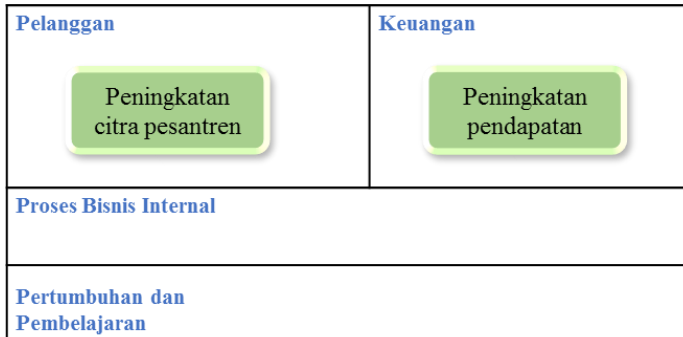 Pelanggan
Keuangan
Peningkatan
citra pesantren
Peningkatan
pendapatan
Proses Bisnis Internal
Pertumbuhan dan
Pembelajaran